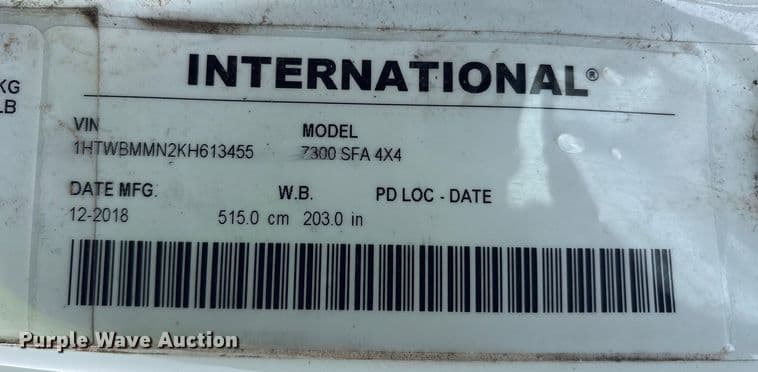 KG
LB
INTERNATIONAL®
VIN MODEL
1HTWBMMN2KH613455 7300 SFA 4X4
DATE MFG. W.B. PD LOC - DATE
12-2018 515.0 cm 203.0 in
Purple Wave Auction